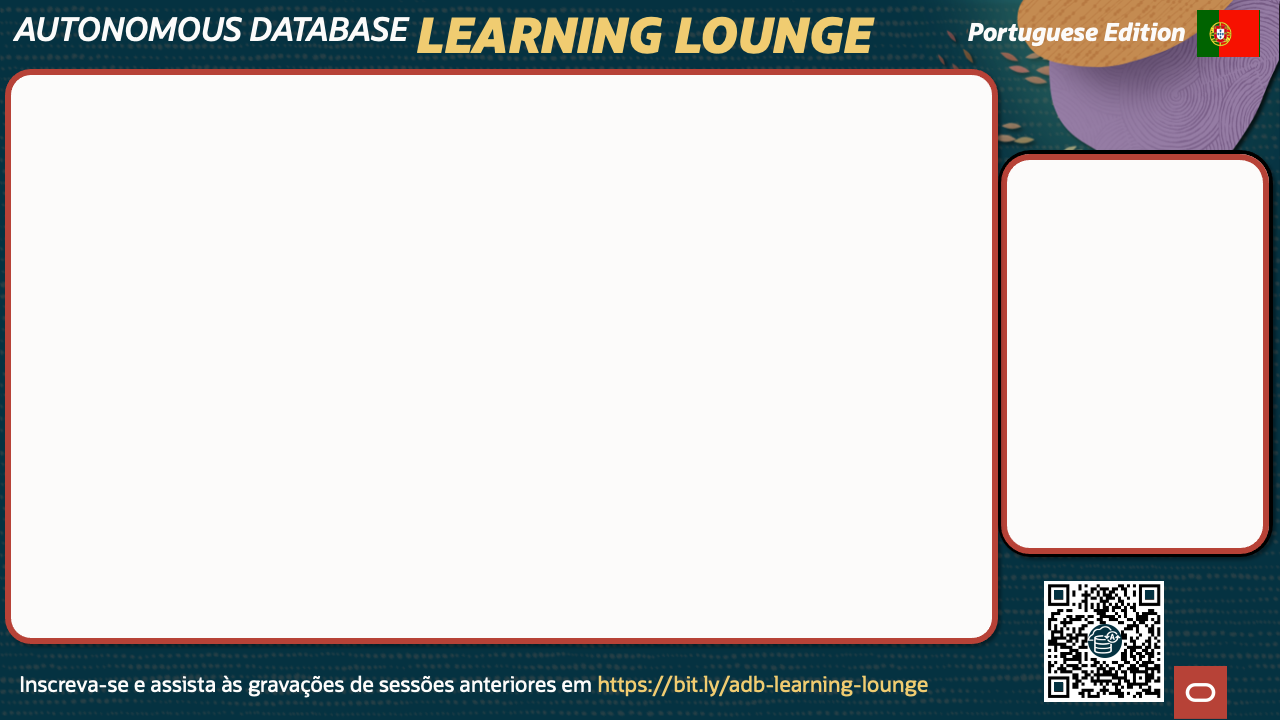 AUTONOMOUS DATABASE LEARNING LOUNGE
Portuguese Edition
Inscreva-se e assista às gravações de sessões anteriores em https://bit.ly/adb-learning-lounge